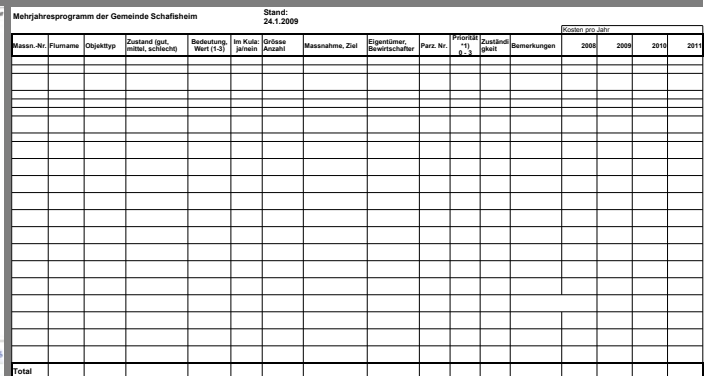 Mehrjahresprogramm der Gemeinde Schafisheim
Stand:
24.1.2009
Kosten pro Jahr
Massn.-Nr. Flurname Objekttyp Zustand (gut, mittel, schlecht) Bedeutung, Wert (1-3) Im Kula: ja/nein Grösse Anzahl Massnahme, Ziel Eigentümer, Bewirtschafter Parz. Nr. Priorität *1) 0 - 3 Zuständigkeit Bemerkungen 2008 2009 2010 2011
Total